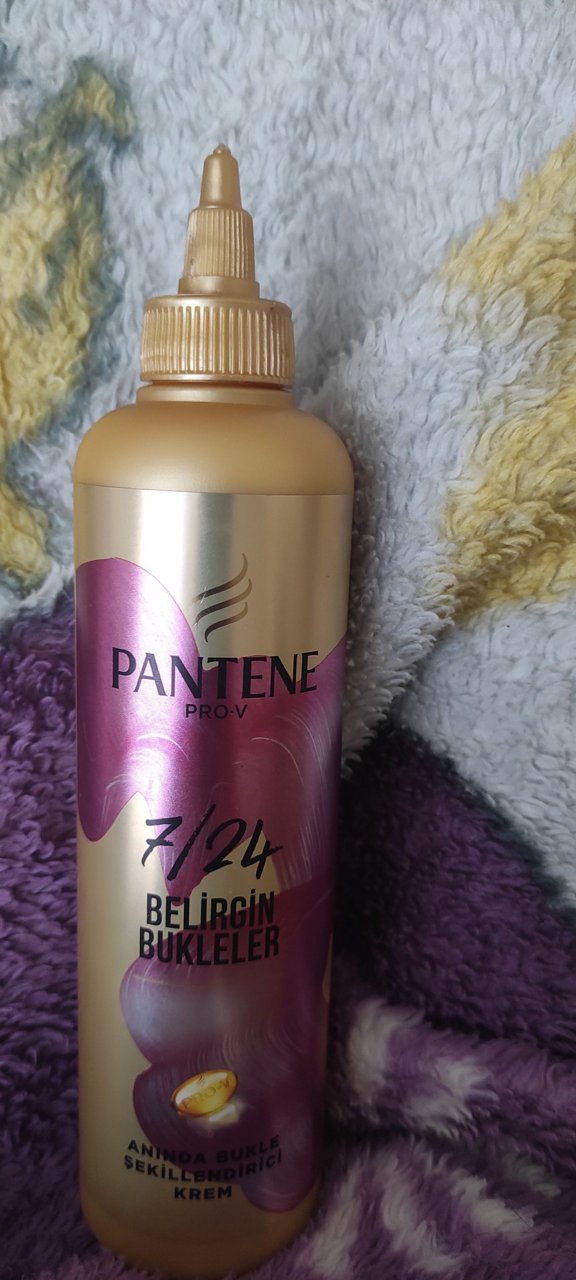 PANTENE
PRO-V
7/24
BELİRGİN
BUKLELER
PRO-V
ANINDA BUKLE
ŞEKİLLENDİRİCİ
KREM